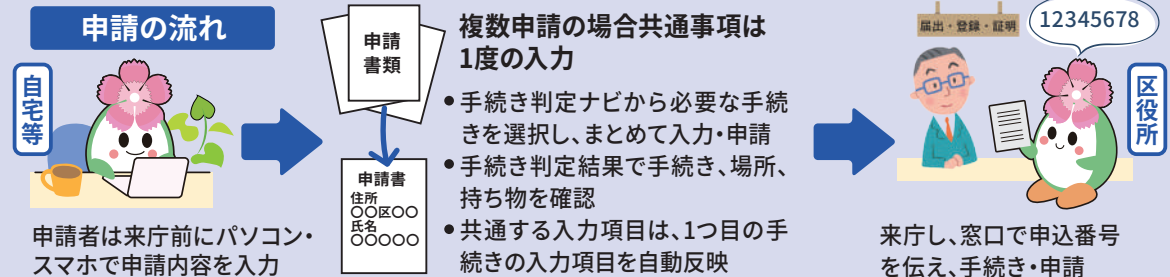 申請の流れ
自宅等
申請者は来庁前にパソコン・
スマホで申請内容を入力
申請
書類
申請書
住所
〇〇区〇〇
氏名
〇〇〇〇〇
複数申請の場合共通事項は
1度の入力
•手続き判定ナビから必要な手続
きを選択し、まとめて入力・申請
•手続き判定結果で手続き、場所、
持ち物を確認
•共通する入力項目は、1つ目の手
続きの入力項目を自動反映
届出・登録・証明
12345678
区役所
来庁し、窓口で申込番号
を伝え、手続き・申請